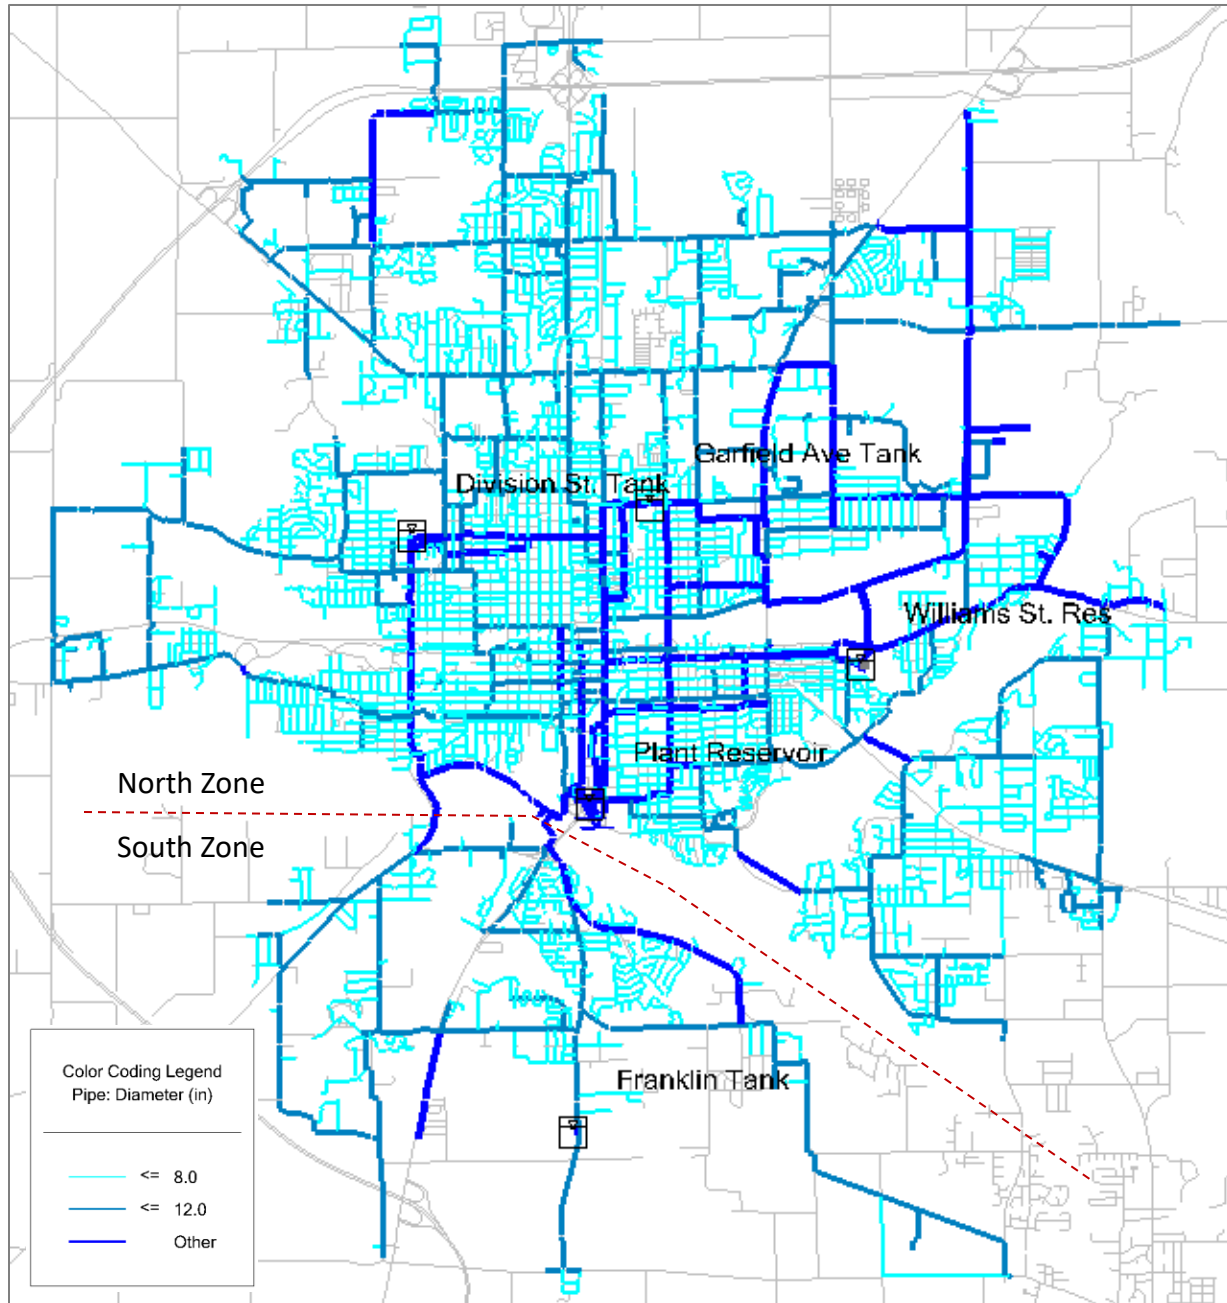 Garfield Ave Tank
Division St. Tank
Williams St. Res
Plant Reservoir
North Zone
South Zone
Franklin Tank
Color Coding Legend
Pipe: Diameter (in)
<= 8.0
<= 12.0
Other